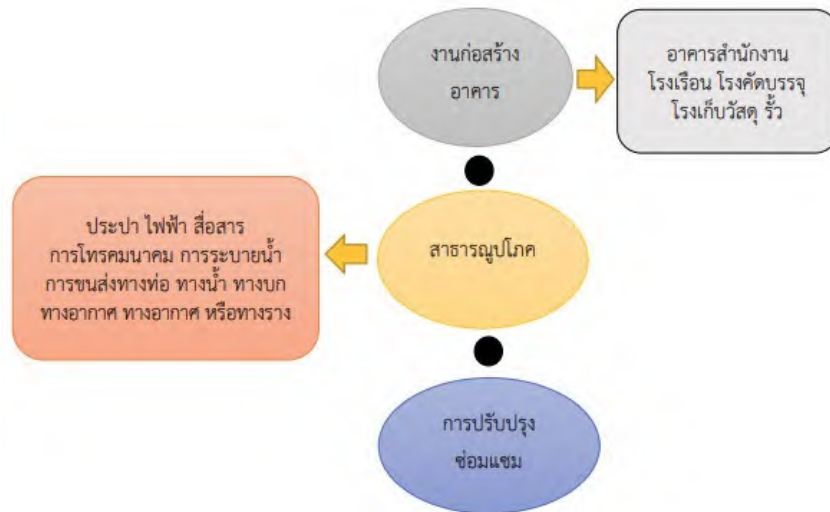 งานก่อสร้าง
อาคาร
อาคารสำนักงาน
โรงเรือน โรงคัดบรรจุ
โรงเก็บวัสดุ รั้ว
ประปา ไฟฟ้า สื่อสาร
การโทรคมนาคม การระบายน้ำ
การขนส่งทางท่อ ทางน้ำ ทางบก
ทางอากาศ ทางอากาศ หรือทางราง
สาธารณูปโภค
การปรับปรุง
ซ่อมแซม